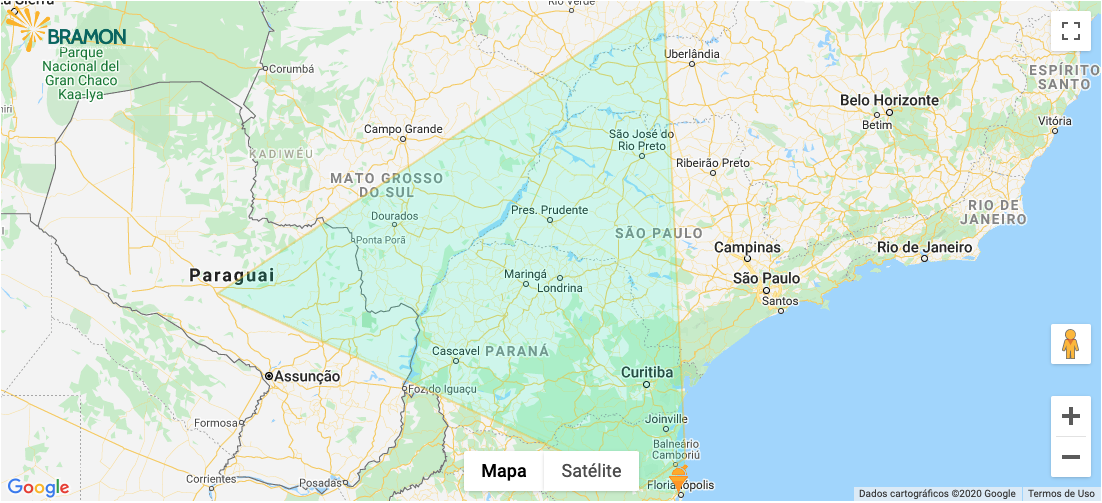 Rio Verde
BRAMON
Parque
Nacional del
Gran Chaco
Kaa-Iya
Corumbá
Uberlândia
ESPÍRITO
SANTO
Belo Horizonte
Betim
Vitória
Campo Grande
São José do
Rio Preto
KADIWÉU
Ribeirão Preto
MATO GROSSO
DO SUL
Dourados
Pres. Prudente
RIO DE
JANEIRO
SÃO PAULO
Ponta Porã
Campinas
Rio de Janeiro
Paraguai
Maringá
Londrina
São Paulo
Santos
Cascavel
PARANÁ
Curitiba
Assunção
Foz do Iguaçu
Formosa
Joinville
Balneário
Camboriú
Mapa
Satélite
Corrientes
Posadas
Florianópolis
Google
Dados cartográficos ©2020 Google
Termos de Uso